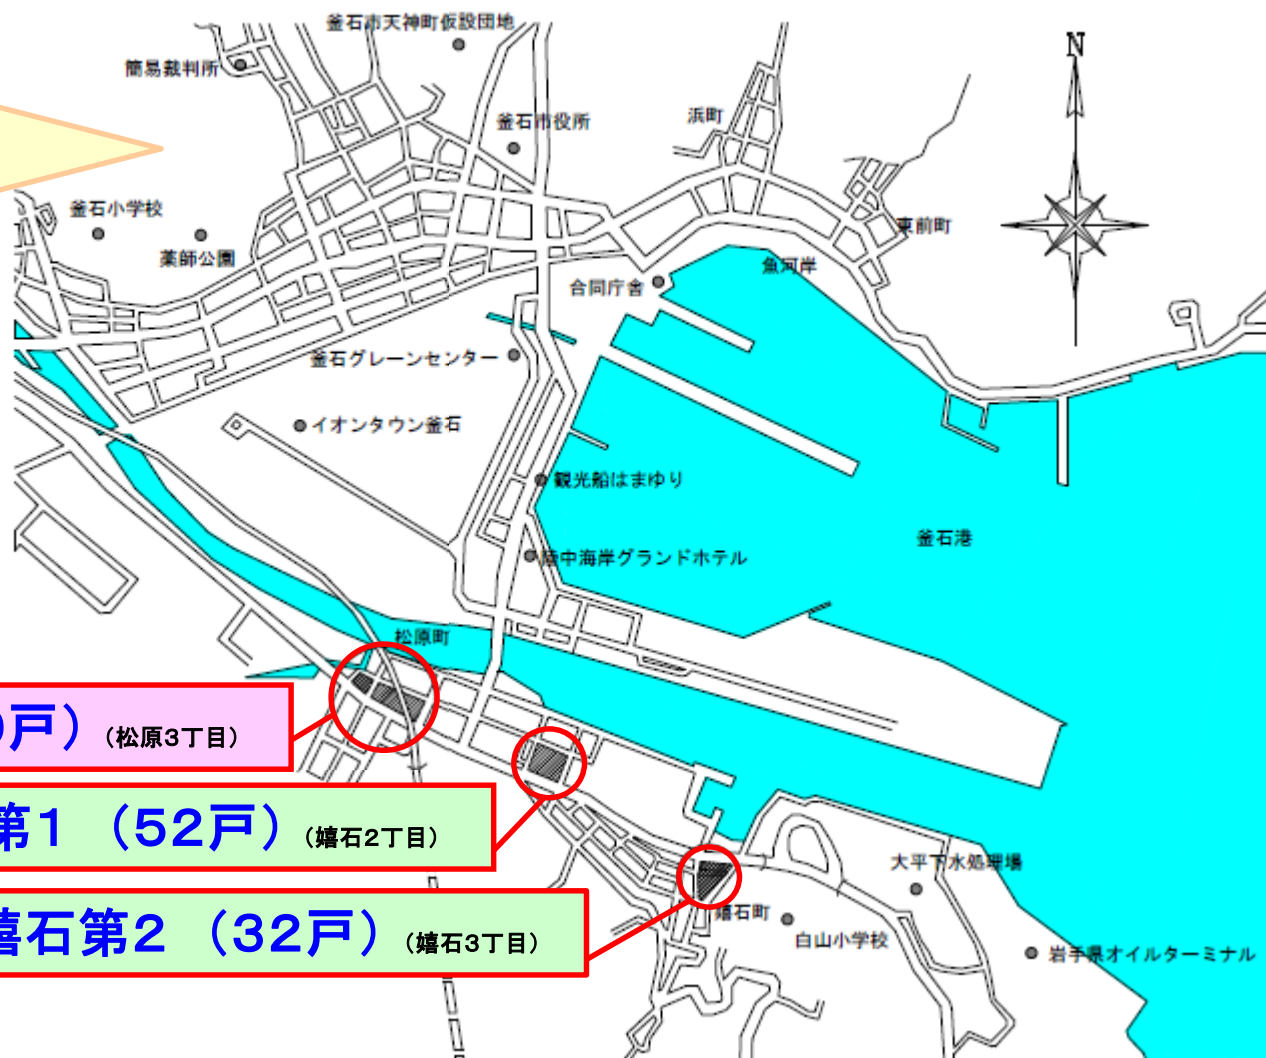 釜石市天神町仮設団地
N
簡易裁判所
浜町
釜石市役所
釜石小学校
薬師公園
東前町
魚河岸
合同庁舎
釜石グレーンセンター
イオンタウン釜石
観光船はまゆり
釜石港
陸中海岸グランドホテル
松原町
戸）（松原3丁目）
第1 （52戸）（嬉石2丁目）
大平下水処理場
嬉石町
嬉石第2 （32戸）（嬉石3丁目）
白山小学校
岩手県オイルターミナル